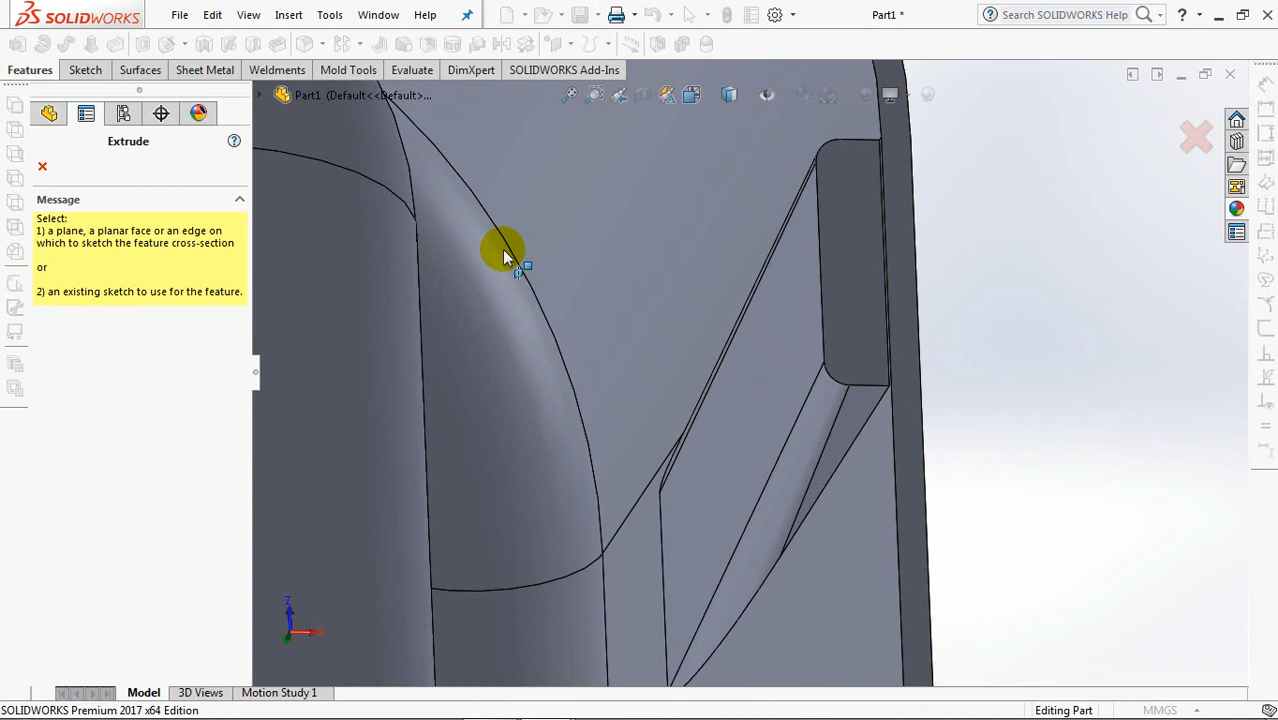 SOLIDWORKS File Edit View Insert Tools Window Help Part1 * Search SOLIDWORKS Help ?
Features Sketch Surfaces Sheet Metal Weldments Mold Tools Evaluate DimXpert SOLIDWORKS Add-Ins
Part1 (Default<<Default>...
Extrude
Message
Select:
1) a plane, a planar face or an edge on
which to sketch the feature cross-section
or
2) an existing sketch to use for the feature.
Z
X
Model 3D Views Motion Study 1
SOLIDWORKS Premium 2017 x64 Edition Editing Part MMGS